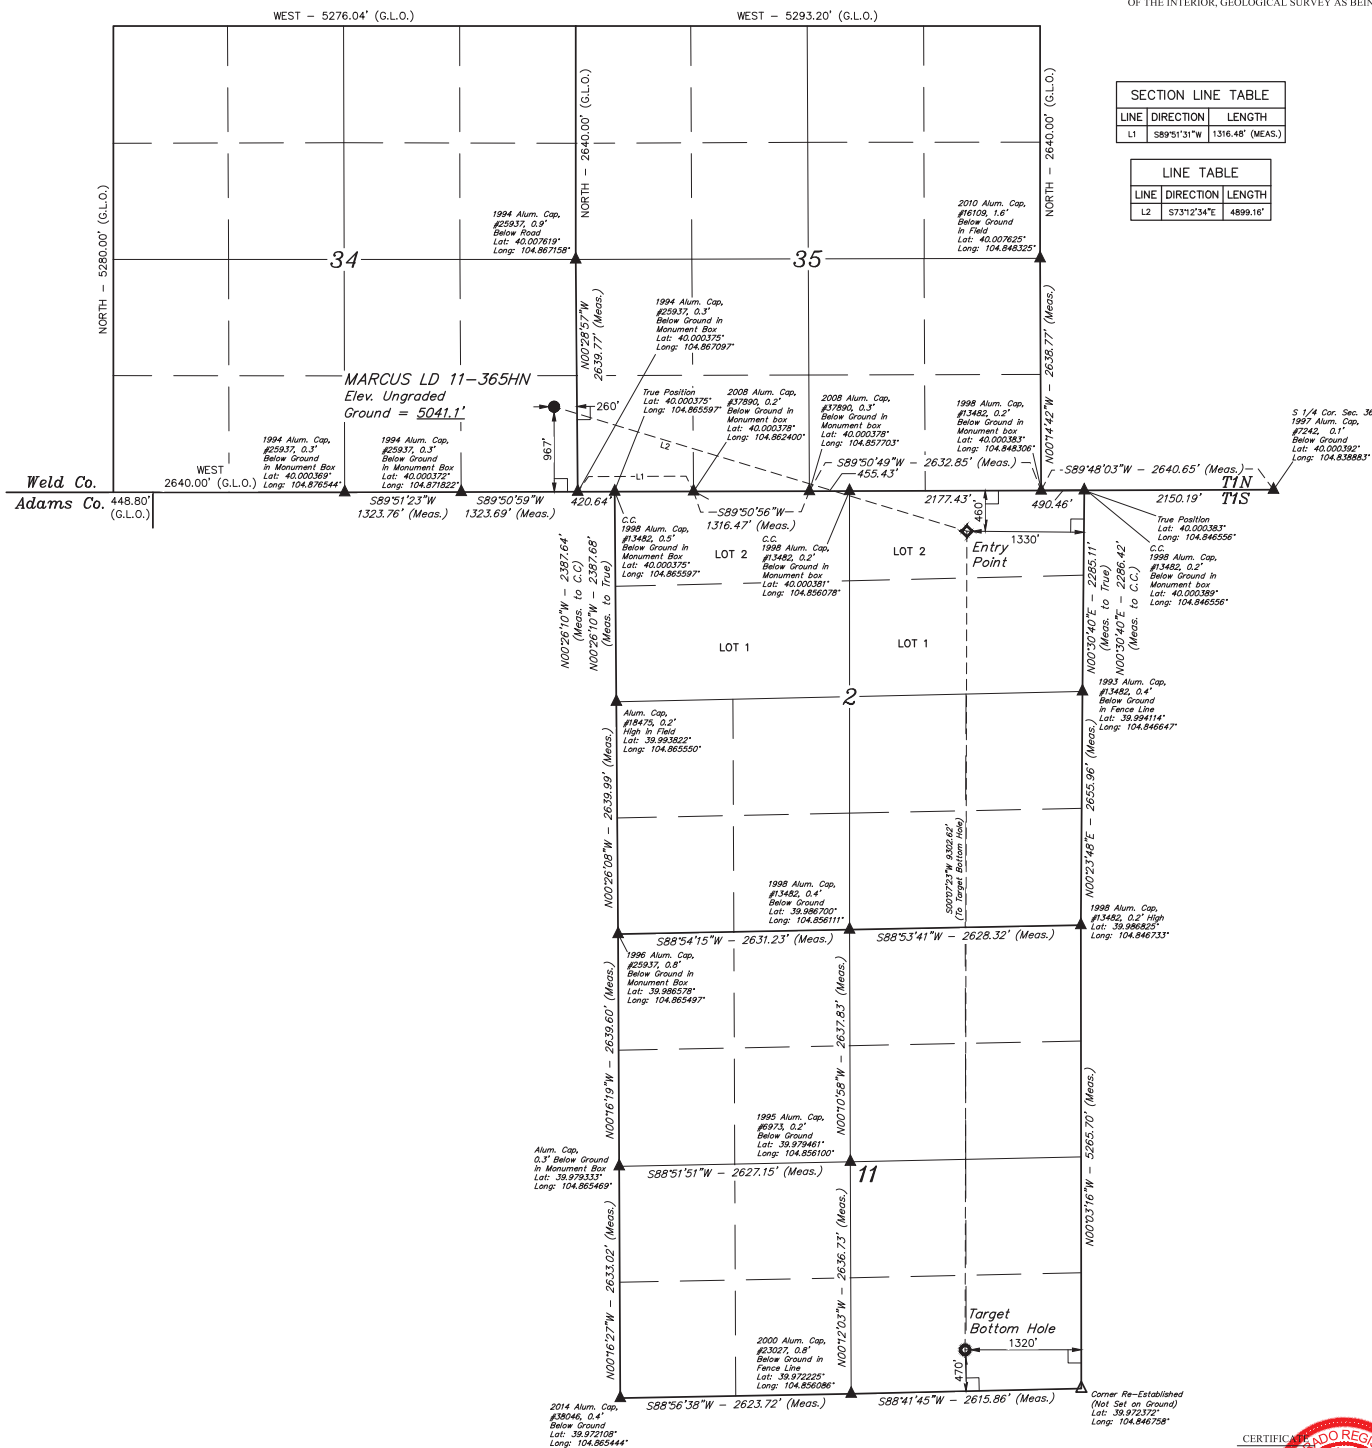 OF THE INTERIOR, GEOLOGICAL SURVEY AS BEIN
WEST - 5276.04' (G.L.O.)
WEST - 5293.20' (G.L.O.)
NORTH - 5280.00' (G.L.O.)
NORTH - 2640.00' (G.L.O.)
NORTH - 2640.00' (G.L.O.)
SECTION LINE TABLE
LINE DIRECTION LENGTH
L1 S89°51'31"W 1316.48' (MEAS.)
LINE TABLE
LINE DIRECTION LENGTH
L2 S73°12'34"E 4899.16'
1994 Alum. Cap,
#25937, 0.9'
Below Road
Lat: 40.007619°
Long: 104.867158°
2010 Alum. Cap,
#16109, 1.6'
Below Ground
in Field
Lat: 40.007625°
Long: 104.848325°
34
35
N00°28'57"W
2639.77' (Meas.)
N00°14'42"W - 2638.77' (Meas.)
1994 Alum. Cap,
#25937, 0.3'
Below Ground in
Monument Box
Lat: 40.000375°
Long: 104.867097°
MARCUS LD 11-365HN
Elev. Ungraded
Ground = 5041.1'
260'
967'
L2
True Position
Lat: 40.000375°
Long: 104.865597°
2008 Alum. Cap,
#37890, 0.2'
Below Ground in
Monument box
Lat: 40.000378°
Long: 104.862400°
2008 Alum. Cap,
#37890, 0.3'
Below Ground in
Monument box
Lat: 40.000378°
Long: 104.857703°
1998 Alum. Cap,
#13482, 0.2'
Below Ground in
Monument box
Lat: 40.000383°
Long: 104.848306°
S 1/4 Cor. Sec. 36
1997 Alum. Cap,
#7242, 0.1'
Below Ground
Lat: 40.000392°
Long: 104.838883°
1994 Alum. Cap,
#25937, 0.3'
Below Ground
in Monument Box
Lat: 40.000369°
Long: 104.876544°
1994 Alum. Cap,
#25937, 0.3'
Below Ground
in Monument Box
Lat: 40.000372°
Long: 104.871822°
WEST
2640.00' (G.L.O.)
L1
S89°50'49"W - 2632.85' (Meas.)
455.43'
S89°48'03"W - 2640.65' (Meas.)
Weld Co.
T1N
Adams Co.
T1S
448.80'
(G.L.O.)
S89°51'23"W
1323.76' (Meas.)
S89°50'59"W
1323.69' (Meas.)
420.64'
S89°50'56"W
1316.47' (Meas.)
2177.43'
460'
490.46'
2150.19'
1330'
Entry
Point
C.C.
1998 Alum. Cap,
#13482, 0.5'
Below Ground in
Monument Box
Lat: 40.000375°
Long: 104.865597°
LOT 2
C.C.
1998 Alum. Cap,
#13482, 0.2'
Below Ground in
Monument box
Lat: 40.000381°
Long: 104.856078°
LOT 2
True Position
Lat: 40.000383°
Long: 104.846556°
C.C.
1998 Alum. Cap,
#13482, 0.2'
Below Ground in
Monument box
Lat: 40.000389°
Long: 104.846556°
N00°26'10"W - 2387.64'
(Meas. to C.C)
N00°26'10"W - 2387.68'
(Meas. to True)
N00°30'40"E - 2285.11'
(Meas. to True)
N00°30'40"E - 2286.42'
(Meas. to C.C.)
LOT 1
LOT 1
2
Alum. Cap,
#18475, 0.2'
High in Field
Lat: 39.993822°
Long: 104.865550°
1993 Alum. Cap,
#13482, 0.4'
Below Ground
in Fence Line
Lat: 39.994114°
Long: 104.846647°
N00°26'08"W - 2639.99' (Meas.)
S00°07'23"W 9302.62'
(To Target Bottom Hole)
N00°23'48"E - 2655.96' (Meas.)
1998 Alum. Cap,
#13482, 0.4'
Below Ground
Lat: 39.986700°
Long: 104.856111°
1998 Alum. Cap,
#13482, 0.2' High
Lat: 39.986825°
Long: 104.846733°
S88°54'15"W - 2631.23' (Meas.)
S88°53'41"W - 2628.32' (Meas.)
1996 Alum. Cap,
#25937, 0.8'
Below Ground in
Monument Box
Lat: 39.986578°
Long: 104.865497°
N00°16'19"W - 2639.60' (Meas.)
N00°10'58"W - 2637.83' (Meas.)
N00°03'16"W - 5265.70' (Meas.)
1995 Alum. Cap,
#6973, 0.2'
Below Ground
Lat: 39.979461°
Long: 104.856100°
Alum. Cap,
0.3' Below Ground
in Monument Box
Lat: 39.979333°
Long: 104.865469°
S88°51'51"W - 2627.15' (Meas.)
11
N00°16'27"W - 2633.02' (Meas.)
N00°12'03"W - 2636.73' (Meas.)
Target
Bottom Hole
1320'
470'
2000 Alum. Cap,
#23027, 0.8'
Below Ground in
Fence Line
Lat: 39.972225°
Long: 104.856086°
S88°56'38"W - 2623.72' (Meas.)
S88°41'45"W - 2615.86' (Meas.)
Corner Re-Established
(Not Set on Ground)
Lat: 39.972372°
Long: 104.846758°
2014 Alum. Cap,
#38046, 0.4'
Below Ground
Lat: 39.972108°
Long: 104.865444°
CERTIFICATE
ADO REG